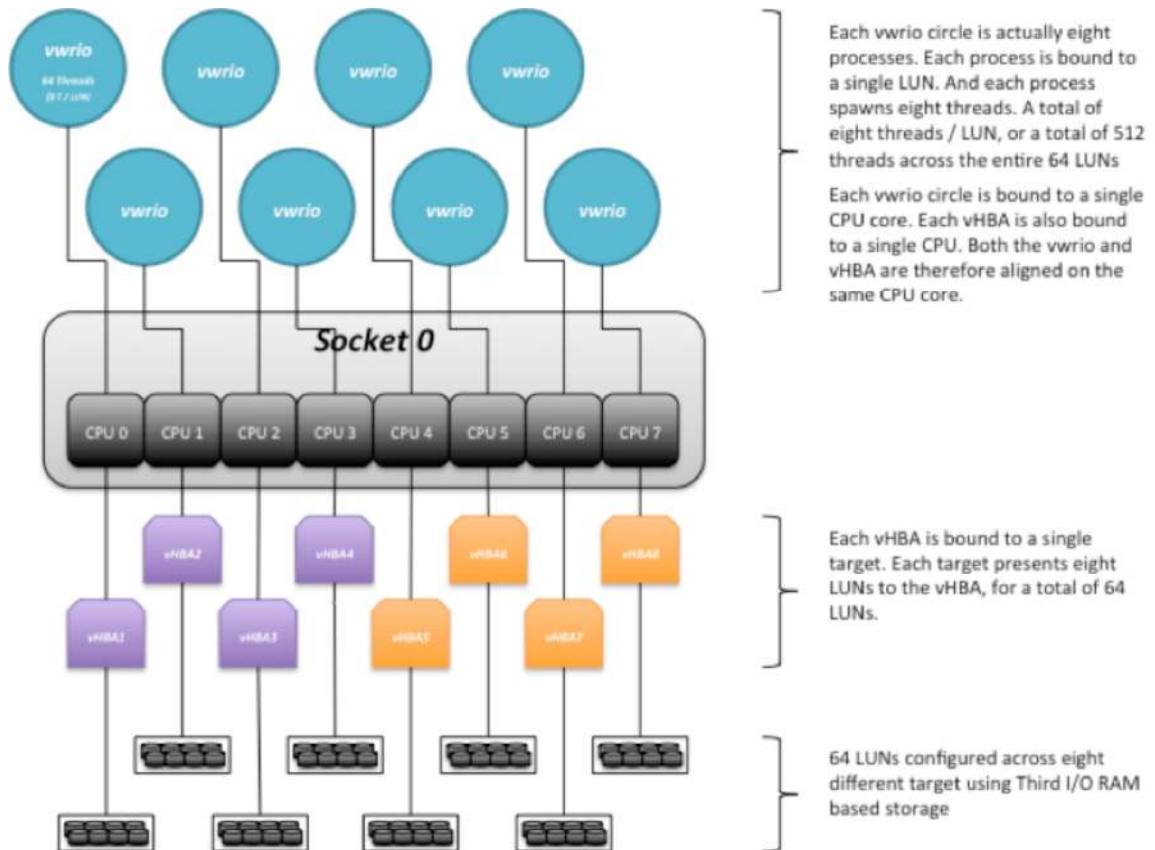 vwrio
64 Threads
(8 T / LUN)
vwrio
vwrio
vwrio
vwrio
vwrio
vwrio
vwrio
Each vwrio circle is actually eight
processes. Each process is bound to
a single LUN. And each process
spawns eight threads. A total of
eight threads / LUN, or a total of 512
threads across the entire 64 LUNs
Each vwrio circle is bound to a single
CPU core. Each vHBA is also bound
to a single CPU. Both the vwrio and
vHBA are therefore aligned on the
same CPU core.
Socket 0
CPU 0
CPU 1
CPU 2
CPU 3
CPU 4
CPU 5
CPU 6
CPU 7
vHBA2
vHBA4
vHBA6
vHBA8
vHBA1
vHBA3
vHBA5
vHBA7
Each vHBA is bound to a single
target. Each target presents eight
LUNs to the vHBA, for a total of 64
LUNs.
64 LUNs configured across eight
different target using Third I/O RAM
based storage